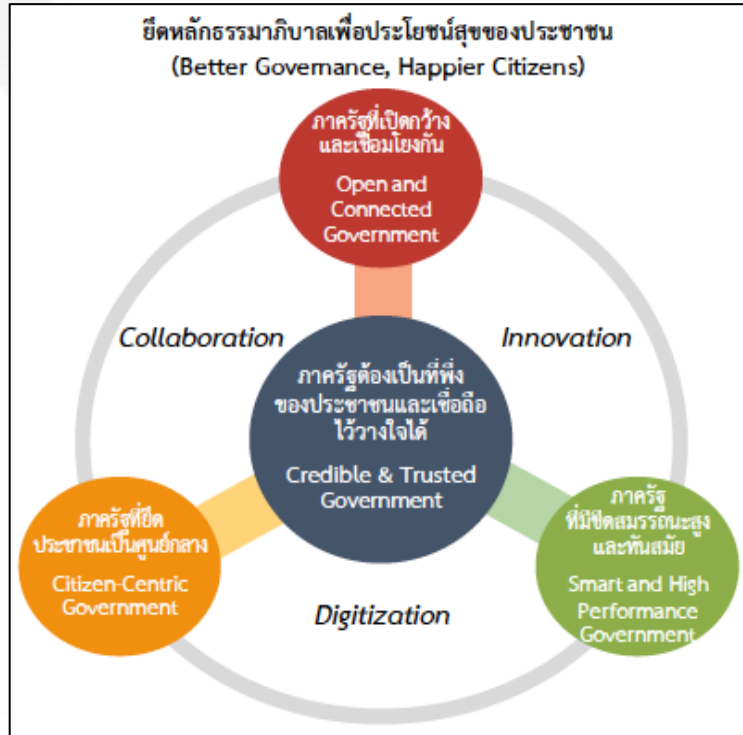 ยึดหลักธรรมาภิบาลเพื่อประโยชน์สุขของประชาชน
(Better Governance, Happier Citizens)
ภาครัฐที่เปิดกว้าง
และเชื่อมโยงกัน
Open and
Connected
Government
Collaboration
Innovation
ภาครัฐต้องเป็นที่พึ่ง
ของประชาชนและเชื่อถือ
ไว้วางใจได้
Credible & Trusted
Government
ภาครัฐที่ยึด
ประชาชนเป็นศูนย์กลาง
Citizen-Centric
Government
Digitization
ภาครัฐ
ที่มีขีดสมรรถนะสูง
และทันสมัย
Smart and High
Performance
Government